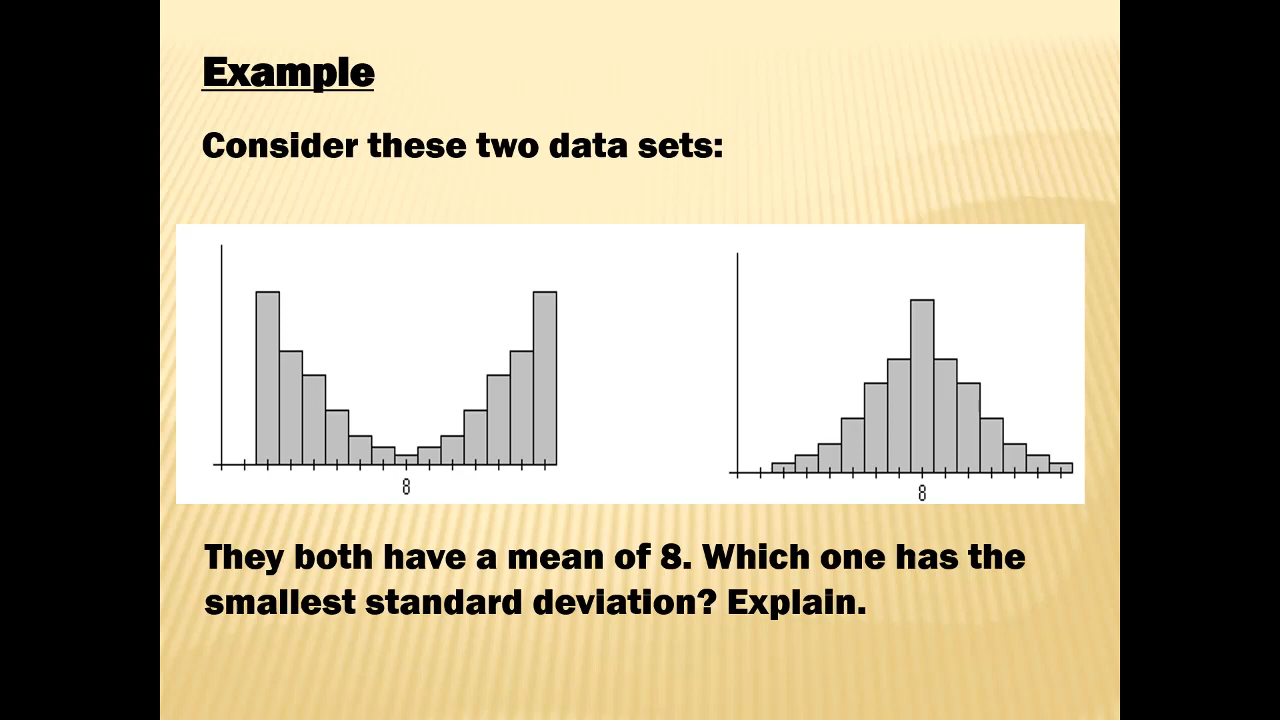 Example
Consider these two data sets:
8
8
They both have a mean of 8. Which one has the
smallest standard deviation? Explain.